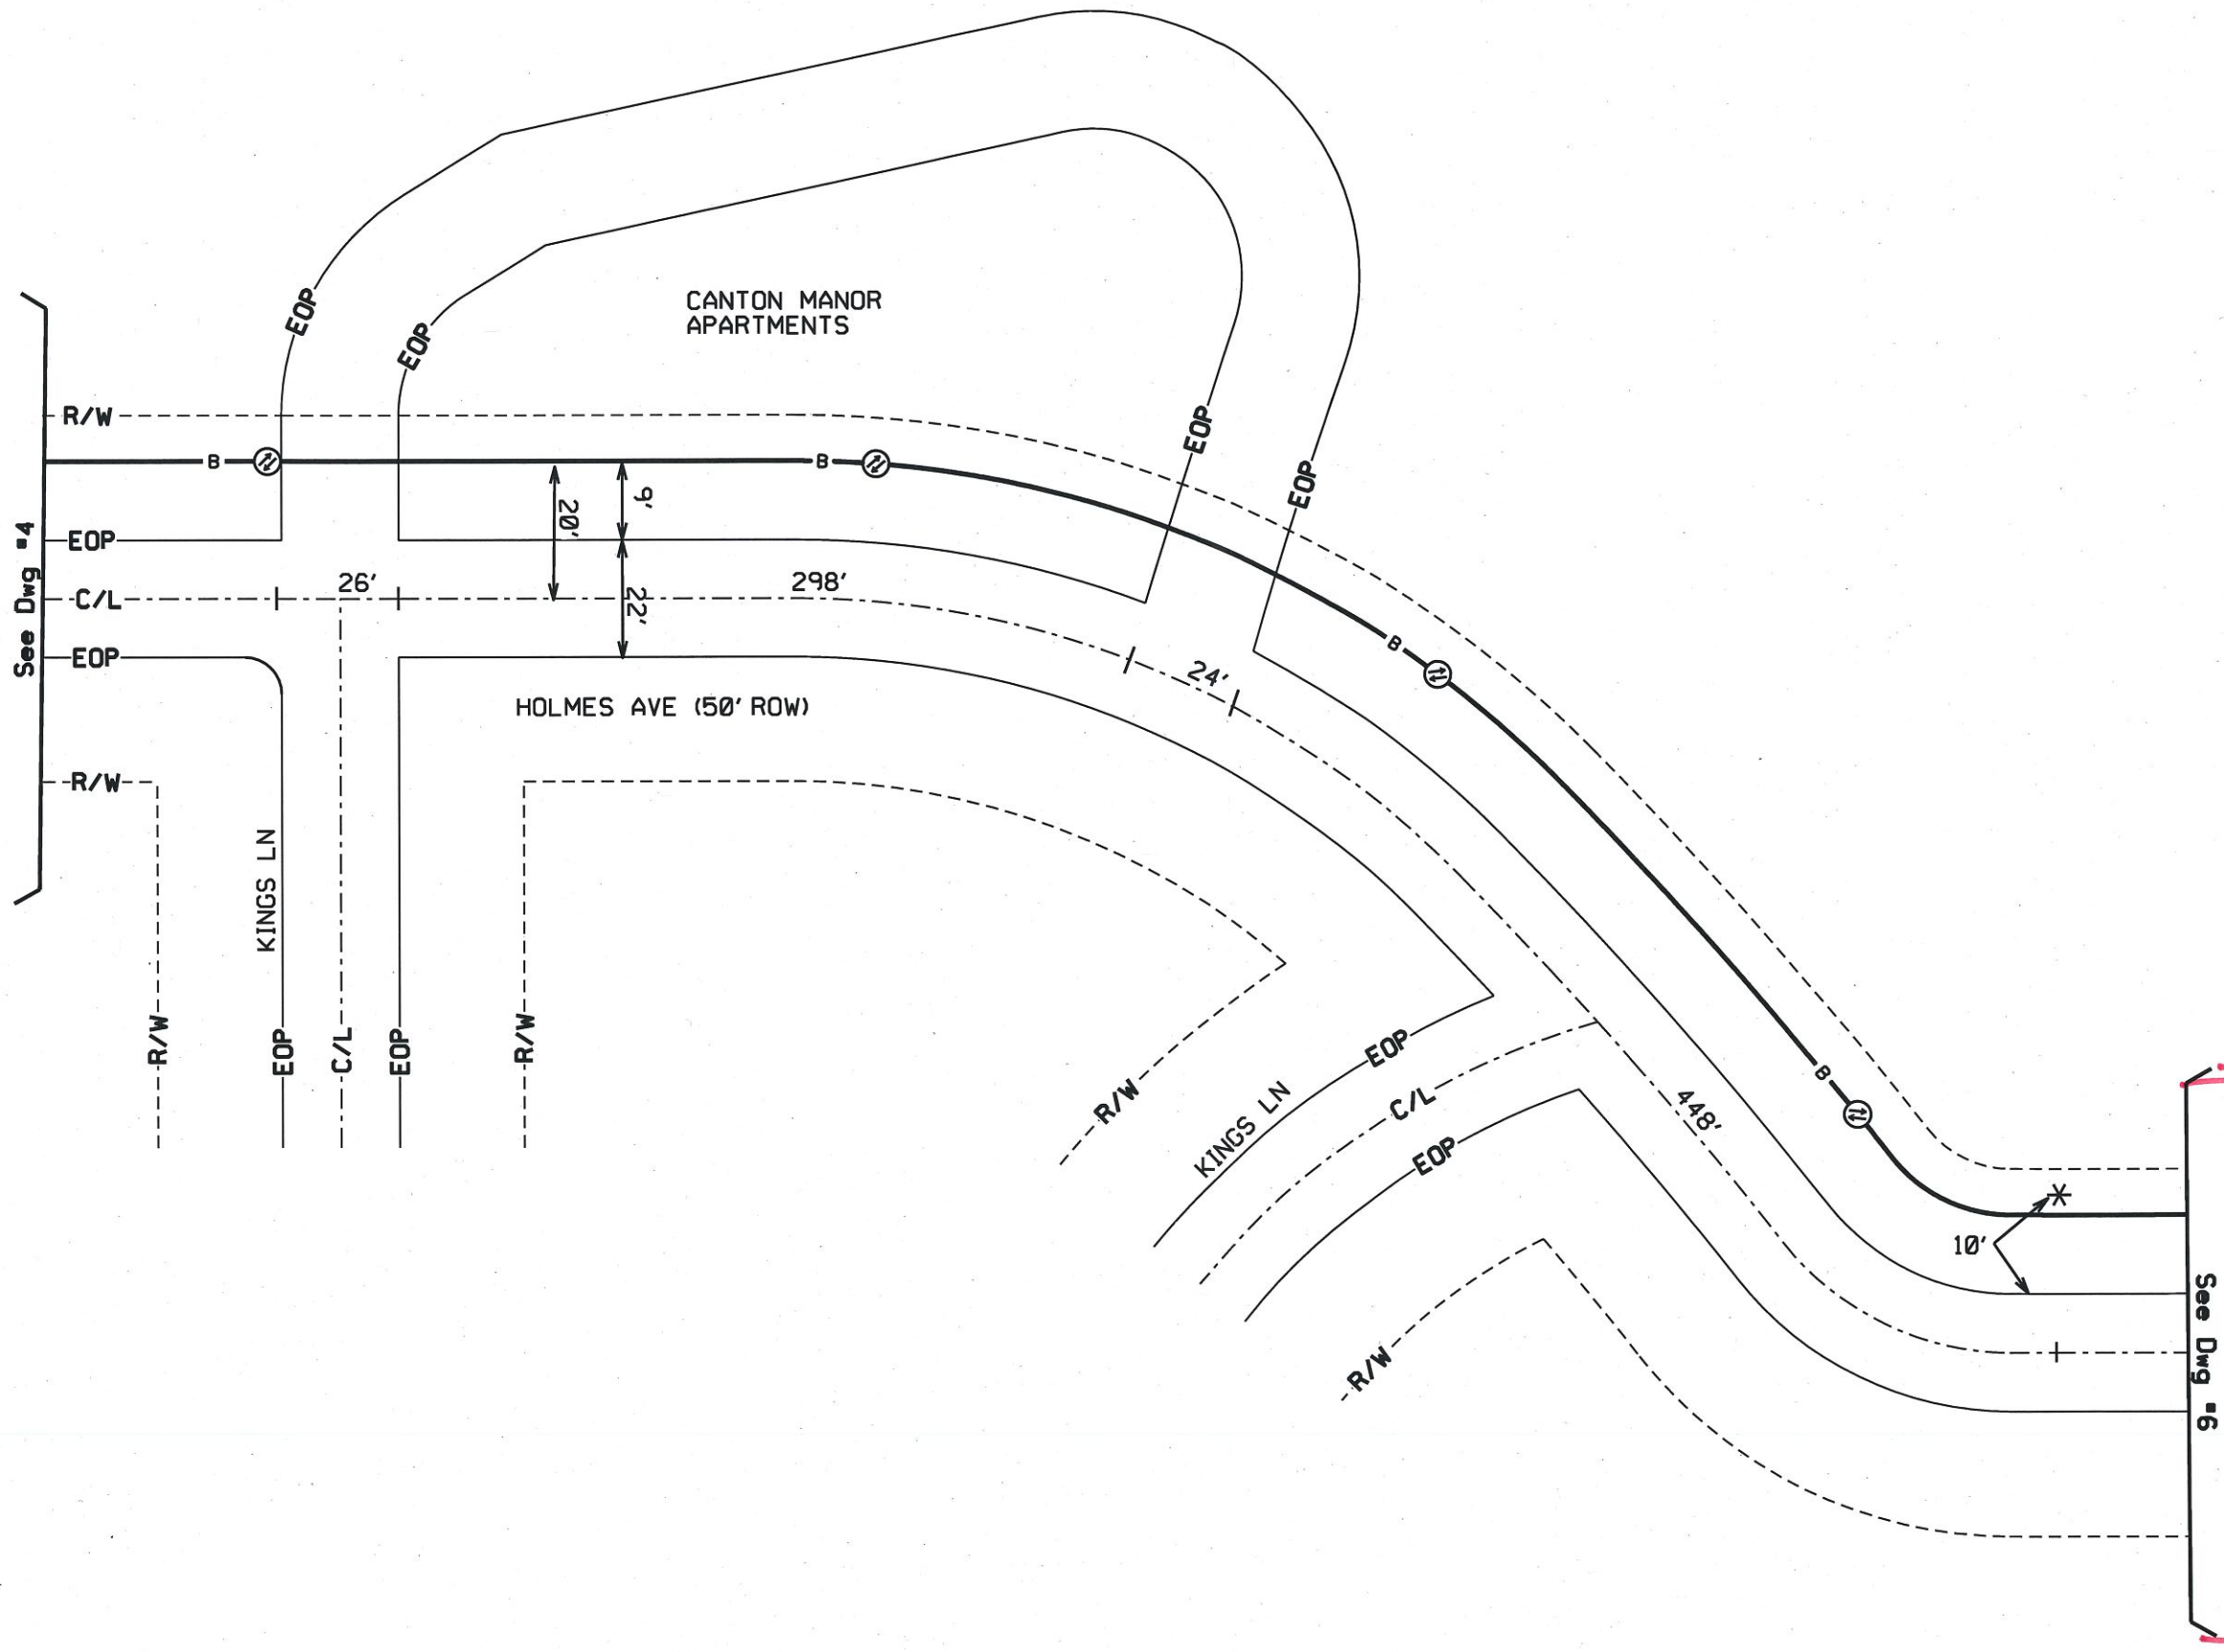 CANTON MANOR
APARTMENTS
EOP
EOP
EOP
EOP
R/W
B
B
B
B
9'
20'
See Dwg #4
EOP
C/L
26'
298'
22'
24'
EOP
HOLMES AVE (50' ROW)
R/W
KINGS LN
R/W
EOP
C/L
EOP
R/W
R/W
KINGS LN
EOP
C/L
EOP
R/W
448'
10'
*
See Dwg #6